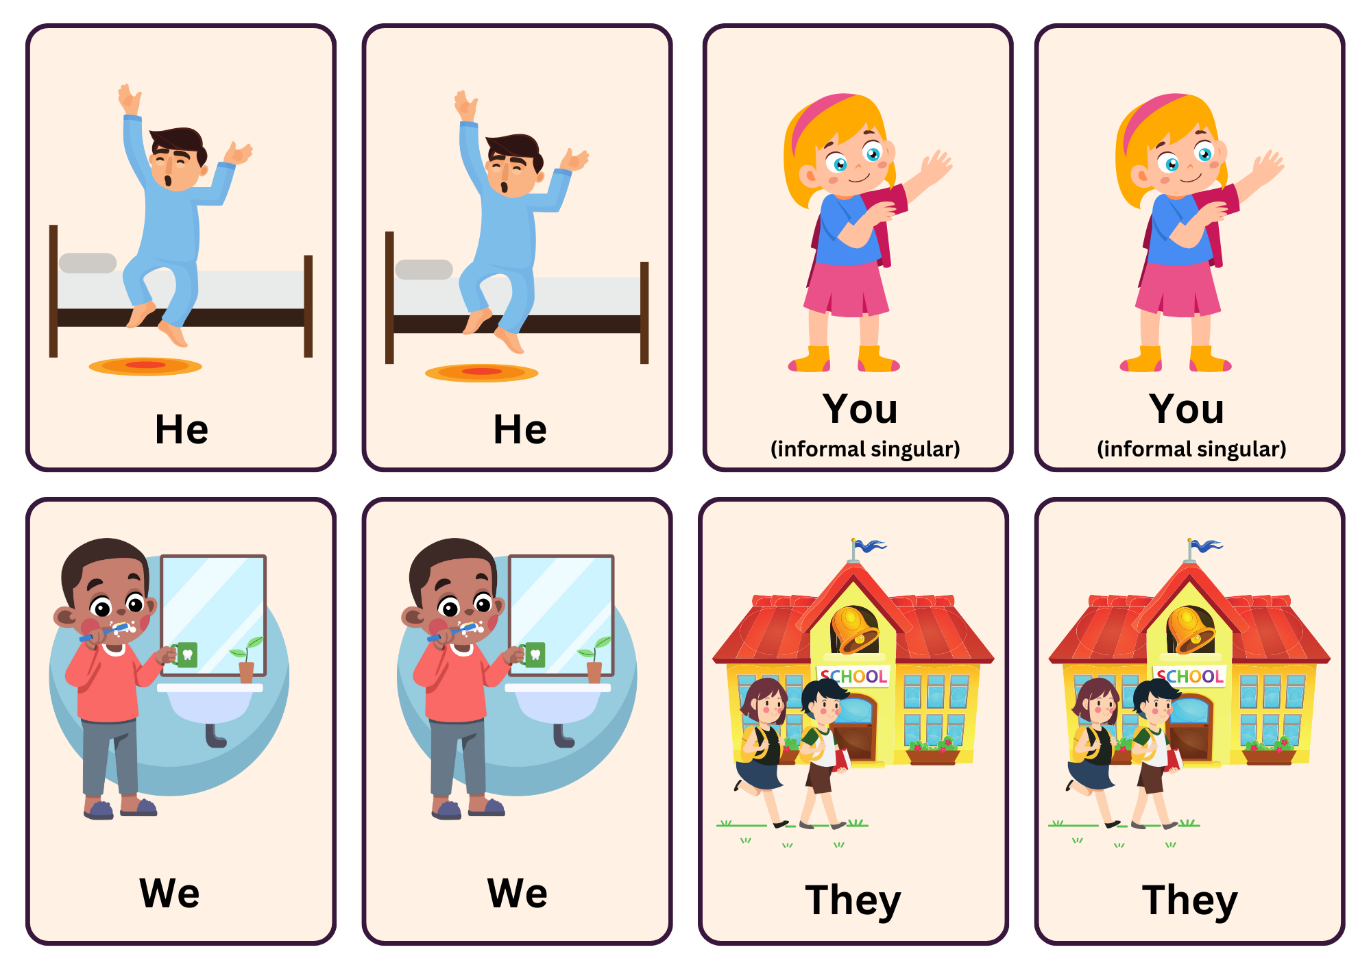 He
He
You
(informal singular)
You
(informal singular)
SCHOOL
SCHOOL
We
We
They
They